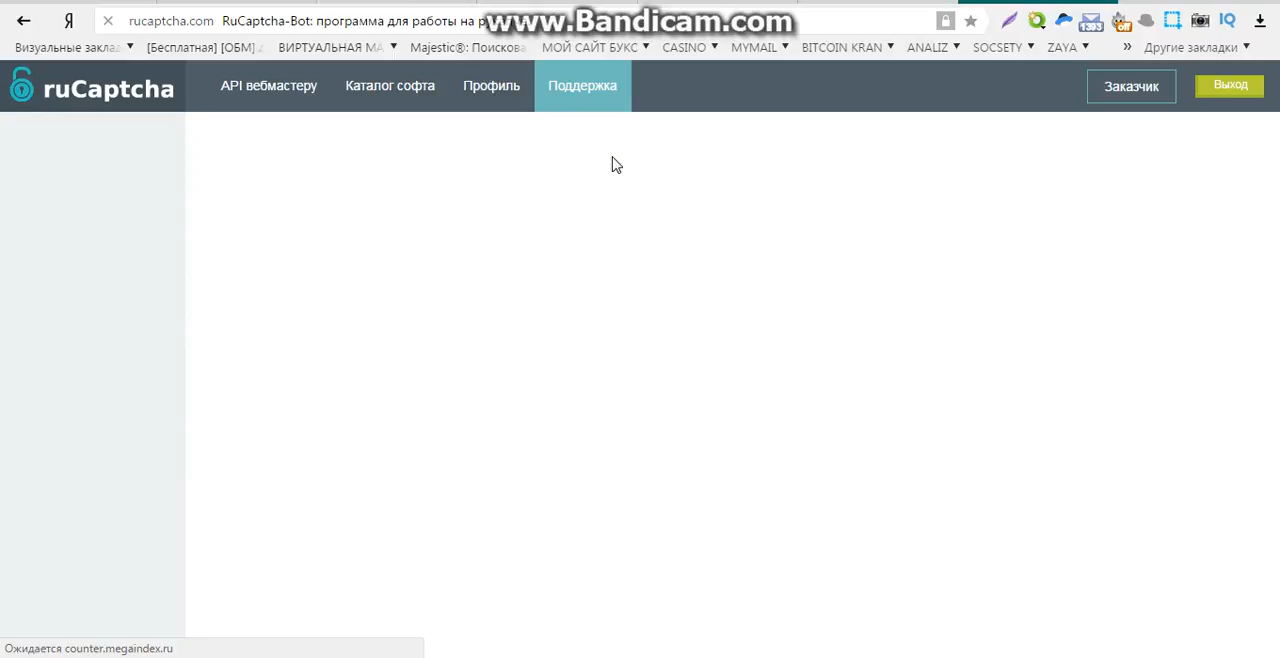 www.Bandicam.com
Я rucaptcha.com RuCaptcha-Bot: программа для работы на
Визуальные заклад [Бесплатная] [ОБМ] ВИРТУАЛЬНАЯ МА Majestic®: Поискова МОЙ САЙТ БУКС CASINO MYMAIL BITCOIN KRAN ANALIZ SOCSETY ZAYA » Другие закладки
ruCaptcha API вебмастеру Каталог софта Профиль Поддержка Заказчик Выход
Ожидается counter.megaindex.ru